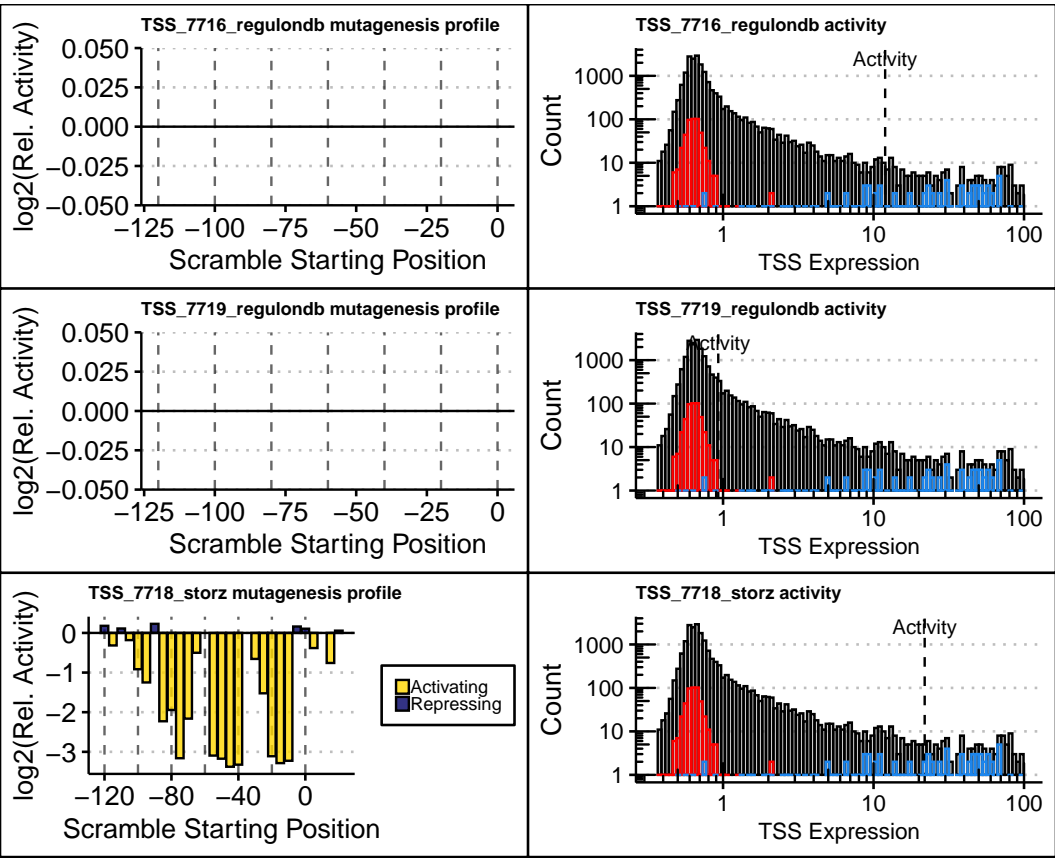 TSS_7716_regulondb mutagenesis profile
log2(Rel. Activity)
0.050
0.025
0.000
−0.025
−0.050
−125 −100 −75 −50 −25 0
Scramble Starting Position
TSS_7716_regulondb activity
Activity
Count
1000
100
10
1
1 10 100
TSS Expression
TSS_7719_regulondb mutagenesis profile
log2(Rel. Activity)
0.050
0.025
0.000
−0.025
−0.050
−125 −100 −75 −50 −25 0
Scramble Starting Position
TSS_7719_regulondb activity
Activity
Count
1000
100
10
1
1 10 100
TSS Expression
TSS_7718_storz mutagenesis profile
log2(Rel. Activity)
0
−1
−2
−3
−120 −80 −40 0
Scramble Starting Position
Activating
Repressing
TSS_7718_storz activity
Activity
Count
1000
100
10
1
1 10 100
TSS Expression